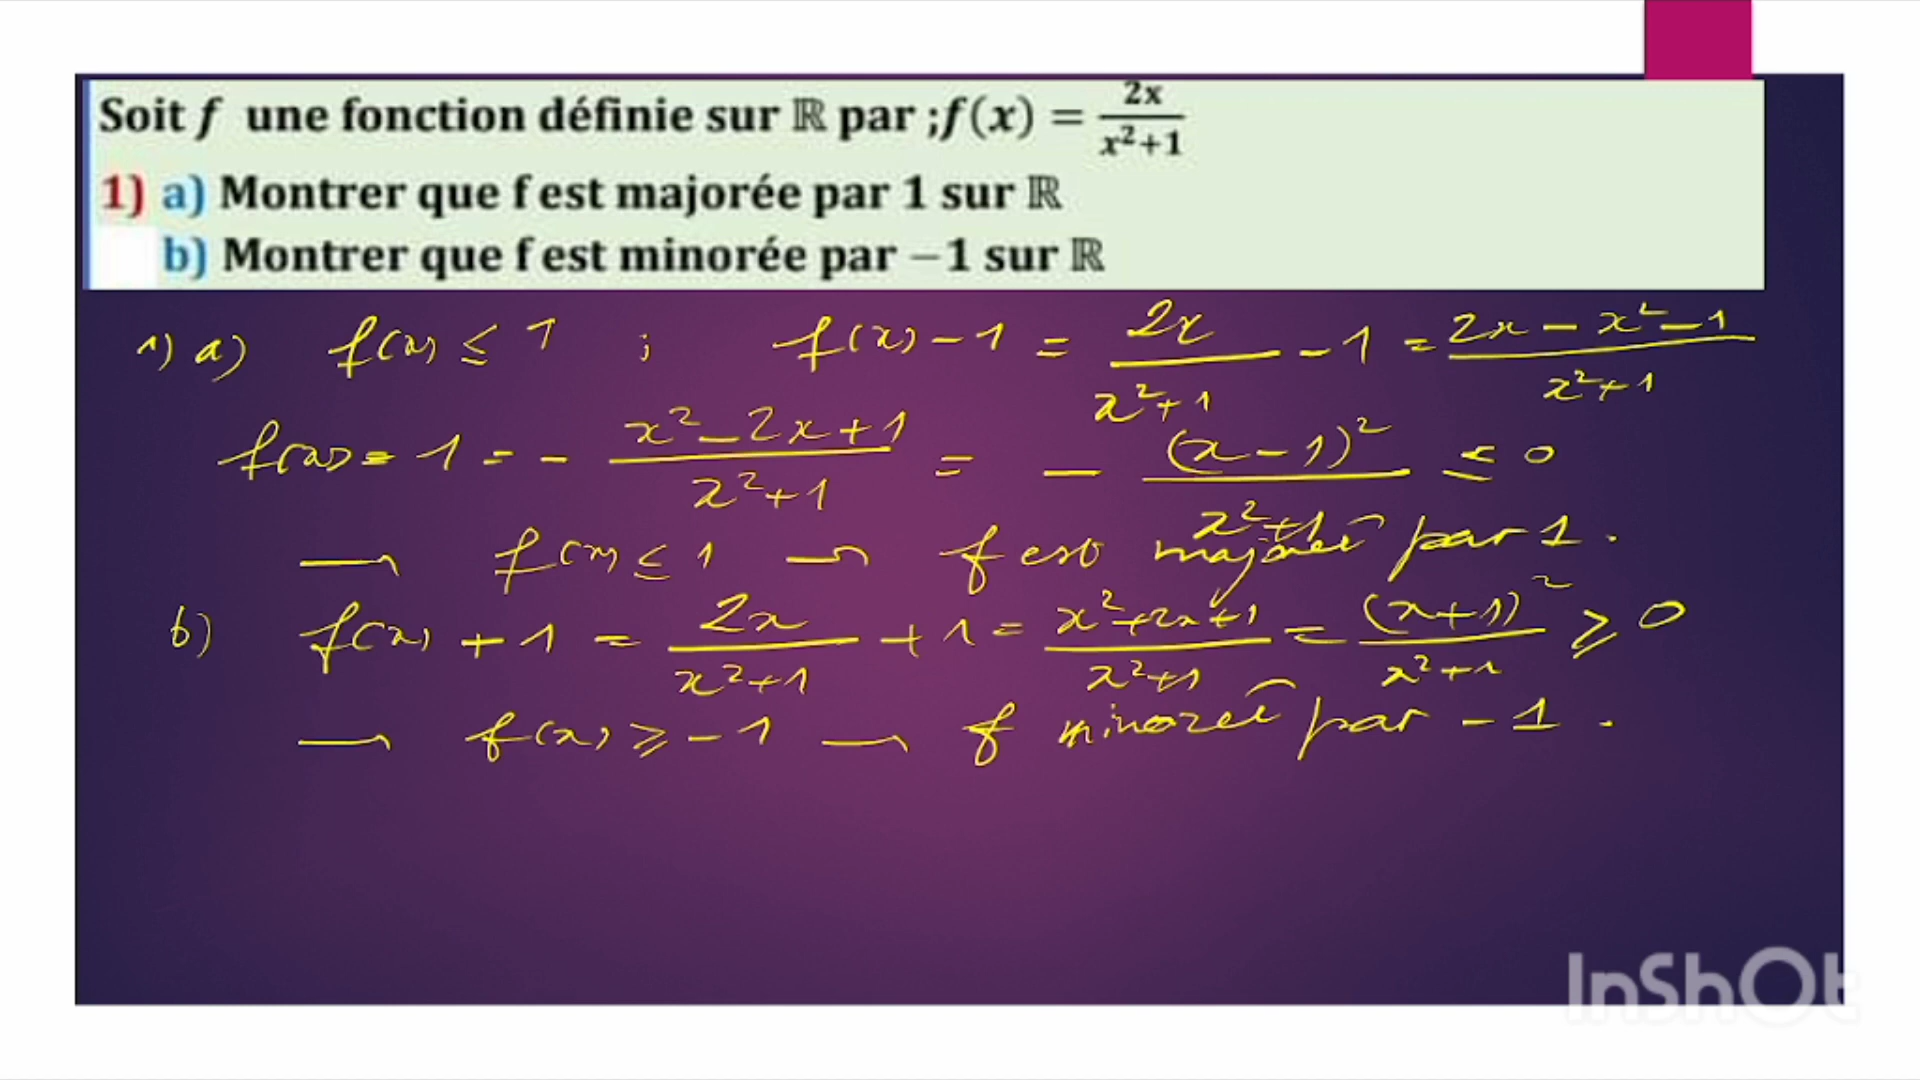 Soit f une fonction définie sur ℝ par ;f(x) = 2x/(x²+1)
1) a) Montrer que f est majorée par 1 sur ℝ
b) Montrer que f est minorée par −1 sur ℝ
1) a) f(x) ≤ 1 ; f(x) - 1 = 2x/(x²+1) - 1 = (2x - x² - 1)/(x²+1)
f(x) - 1 = - (x² - 2x + 1)/(x²+1) = - (x-1)²/(x²+1) ≤ 0
→ f(x) ≤ 1 → f est majorée par 1.
b) f(x) + 1 = 2x/(x²+1) + 1 = (x²+2x+1)/(x²+1) = (x+1)²/(x²+1) ≥ 0
→ f(x) ≥ -1 → f minorée par -1.
InShOt